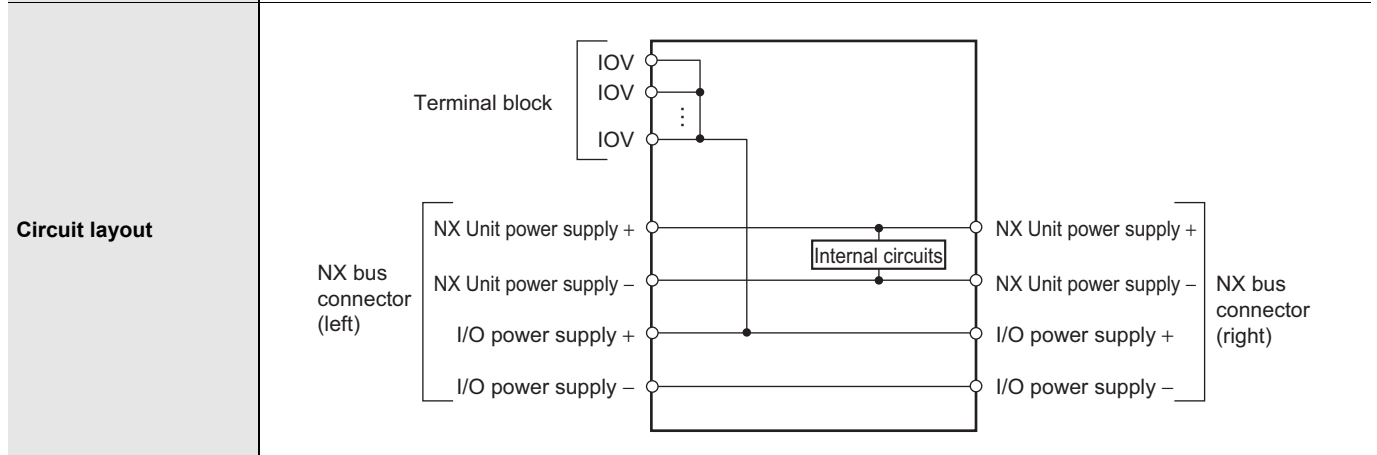 Circuit layout
Terminal block
IOV
IOV
⋮
IOV
NX bus
connector
(left)
NX Unit power supply +
NX Unit power supply −
I/O power supply +
I/O power supply −
Internal circuits
NX Unit power supply +
NX Unit power supply −
I/O power supply +
I/O power supply −
NX bus
connector
(right)